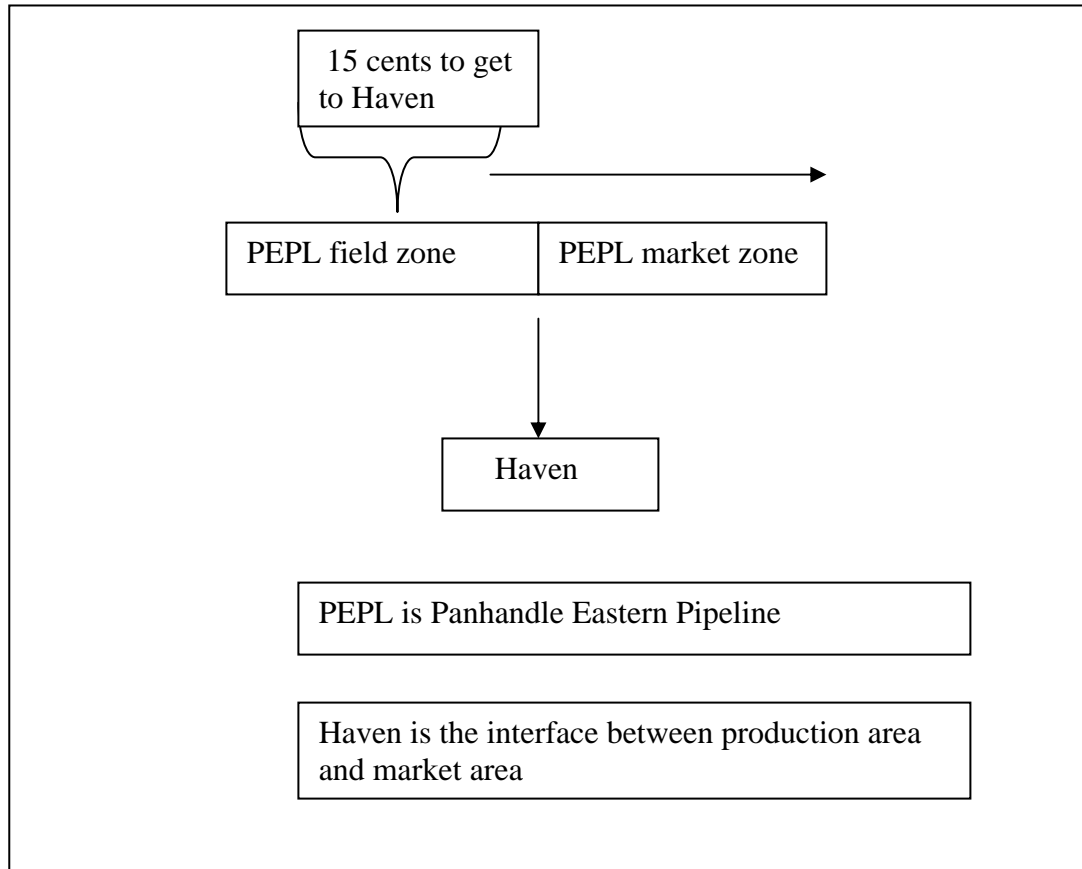 15 cents to get
to Haven
PEPL field zone
PEPL market zone
Haven
PEPL is Panhandle Eastern Pipeline
Haven is the interface between production area
and market area